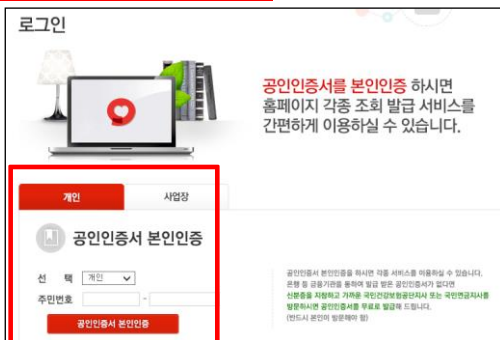 로그인
공인인증서를 본인인증 하시면
홈페이지 각종 조회 발급 서비스를
간편하게 이용하실 수 있습니다.
개인
사업장
공인인증서 본인인증
선 택 개인
주민번호 -
공인인증서 본인인증
공인인증서 본인인증을 하시면 각종 서비스를 이용하실 수 있습니다.
은행 등 금융기관을 통하여 발급 받은 공인인증서가 없다면
신분증을 지참하고 가까운 국민건강보험공단지사 또는 국민연금지사를
방문하시면 공인인증서를 무료로 발급해 드립니다.
(반드시 본인이 방문해야 함)